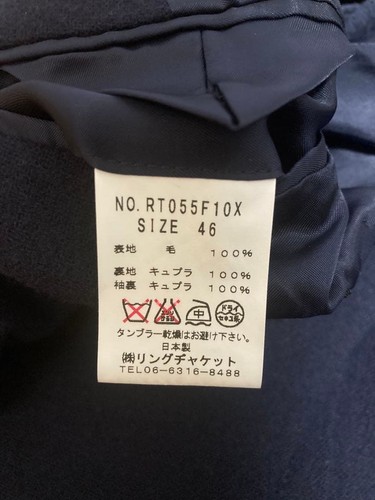 NO. RT055F10X
SIZE 46
表地 毛 100%
裏地 キュプラ 100%
袖裏 キュプラ 100%
中 ドライ セキユ系
タンブラー乾燥はお避け下さい。
日本製
㈱リングヂャケット
TEL06-6316-8488